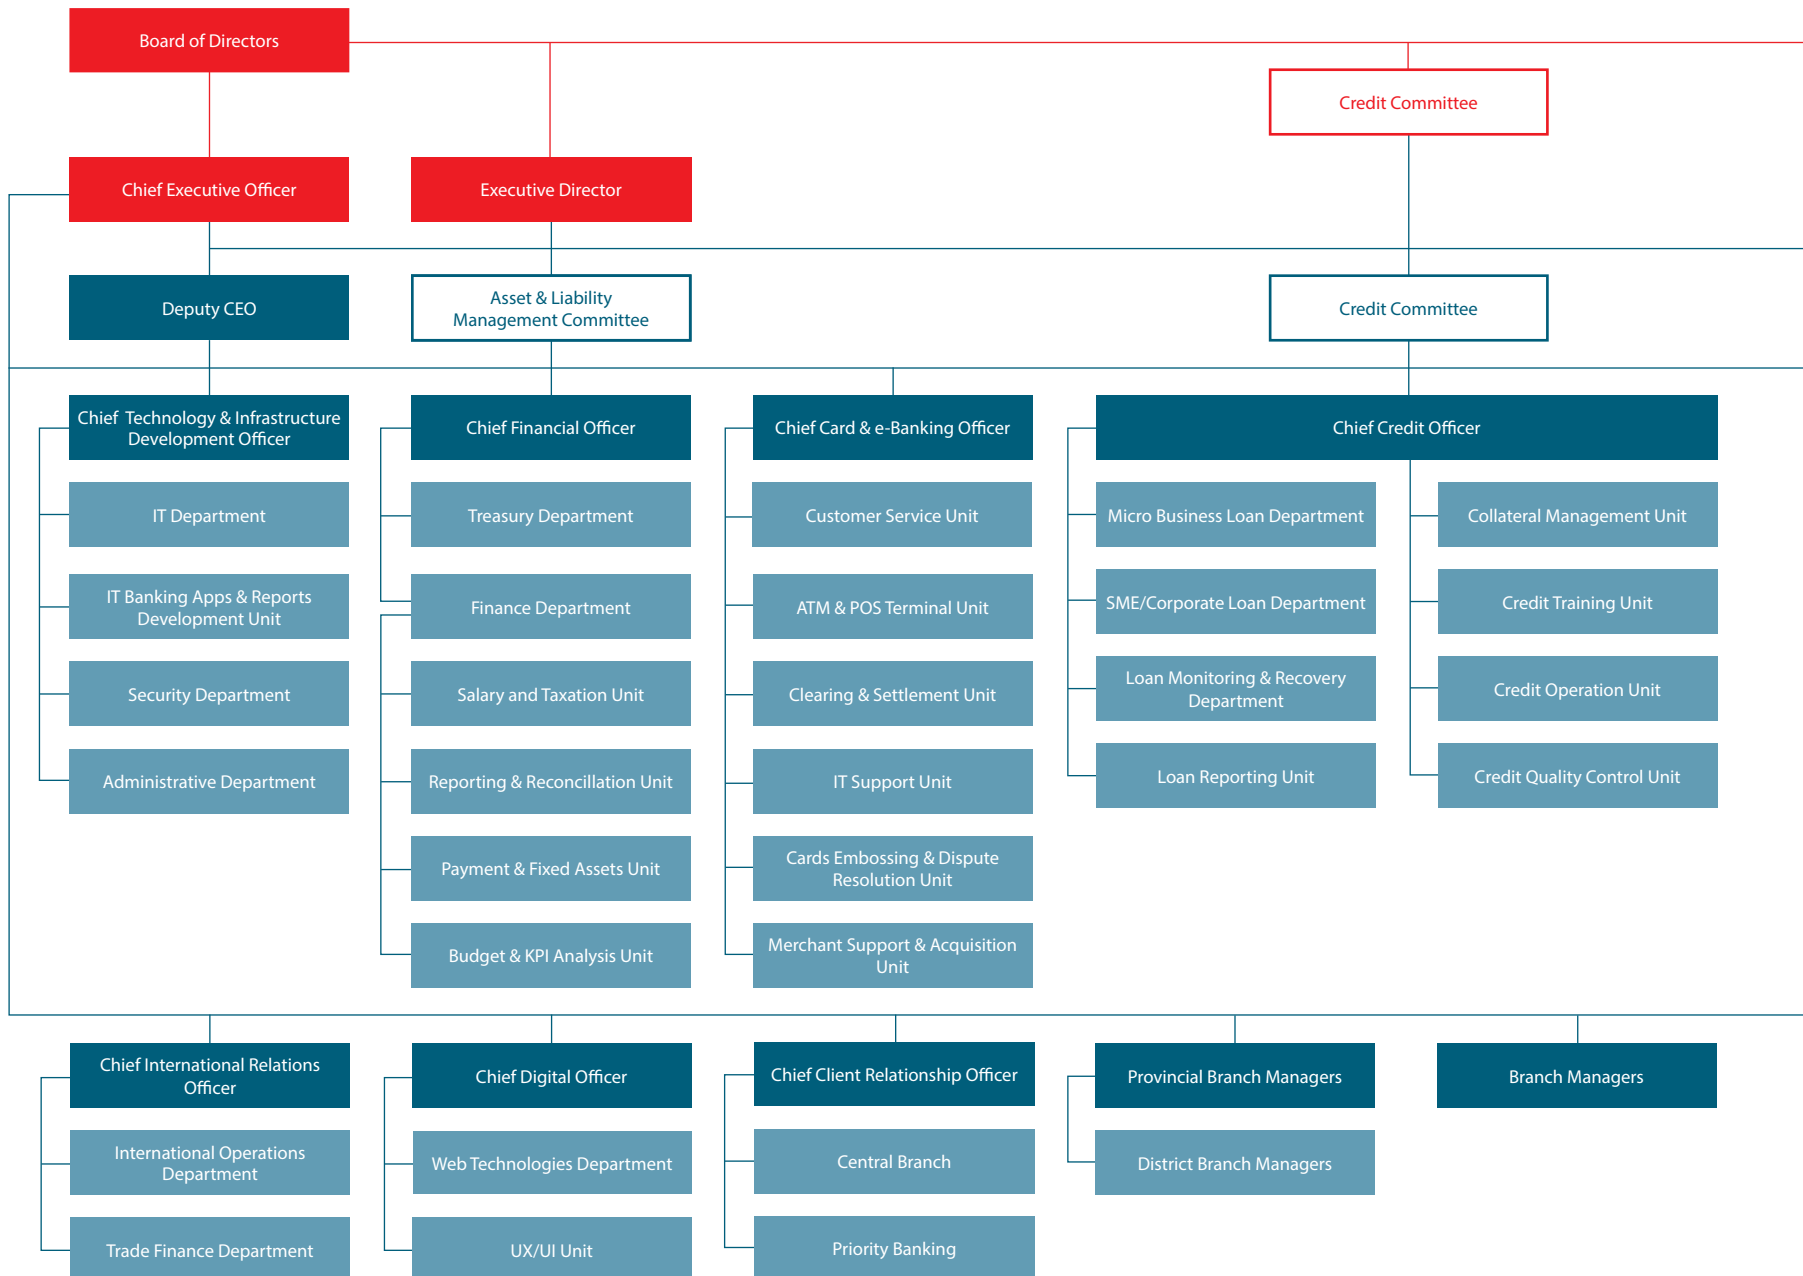 Board of Directors
Credit Committee
Chief Executive Officer
Executive Director
Deputy CEO
Asset & Liability
Management Committee
Credit Committee
Chief Technology & Infrastructure
Development Officer
Chief Financial Officer
Chief Card & e-Banking Officer
Chief Credit Officer
IT Department
Treasury Department
Customer Service Unit
Micro Business Loan Department
Collateral Management Unit
IT Banking Apps & Reports
Development Unit
Finance Department
ATM & POS Terminal Unit
SME/Corporate Loan Department
Credit Training Unit
Security Department
Salary and Taxation Unit
Clearing & Settlement Unit
Loan Monitoring & Recovery
Department
Credit Operation Unit
Administrative Department
Reporting & Reconcillation Unit
IT Support Unit
Loan Reporting Unit
Credit Quality Control Unit
Payment & Fixed Assets Unit
Cards Embossing & Dispute
Resolution Unit
Budget & KPI Analysis Unit
Merchant Support & Acquisition
Unit
Chief International Relations
Officer
Chief Digital Officer
Chief Client Relationship Officer
Provincial Branch Managers
Branch Managers
International Operations
Department
Web Technologies Department
Central Branch
District Branch Managers
Trade Finance Department
UX/UI Unit
Priority Banking